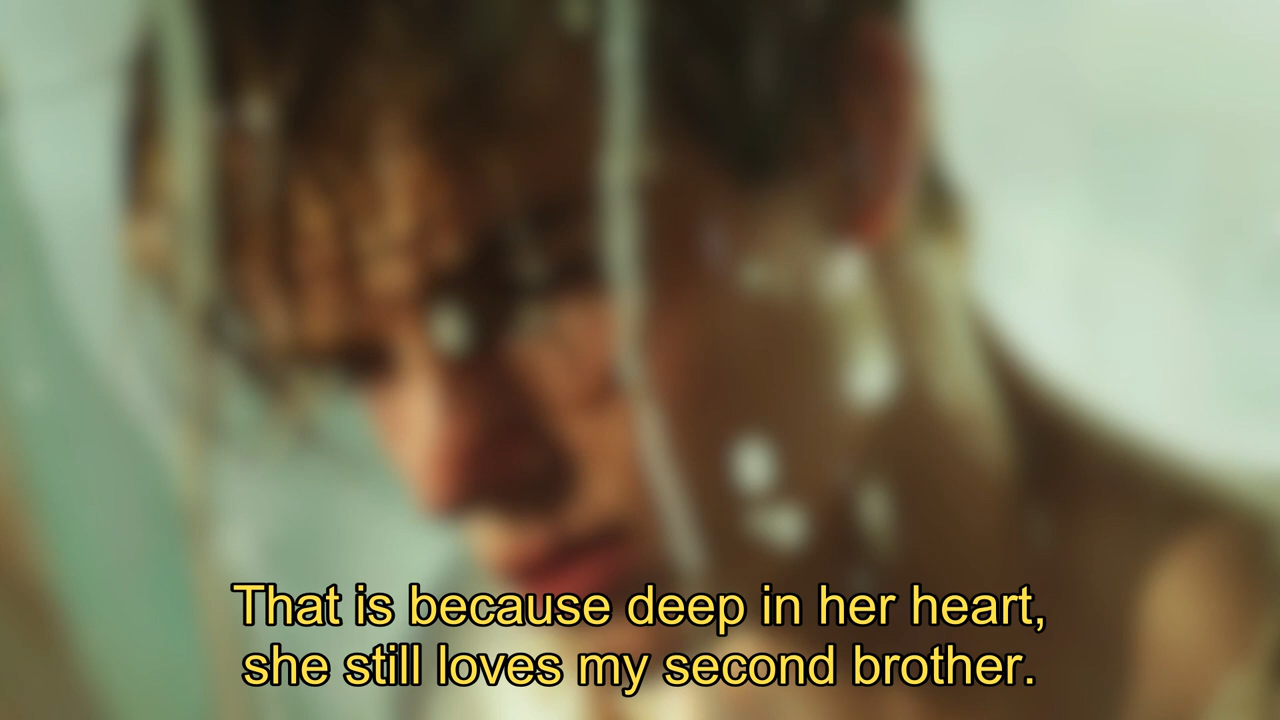 That is because deep in her heart,
she still loves my second brother.